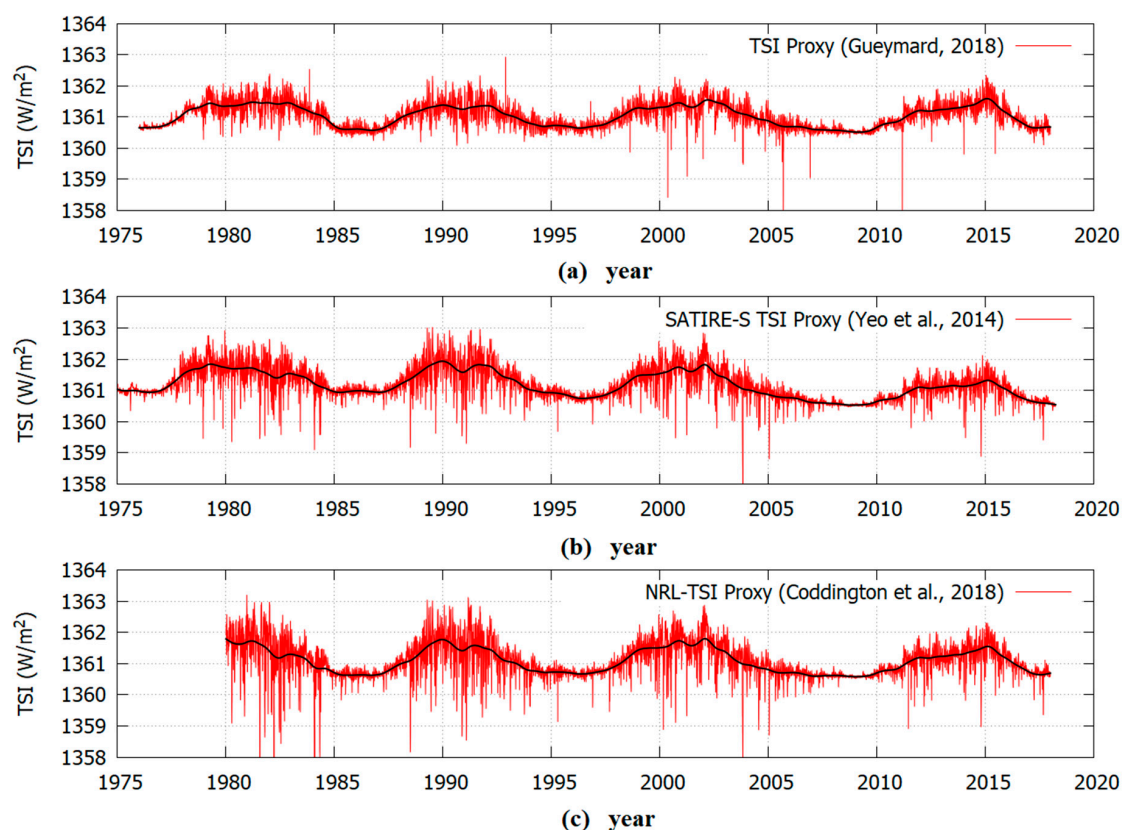 1364
1363
1362
1361
1360
1359
1358
TSI (W/m²)
TSI Proxy (Gueymard, 2018)
1975 1980 1985 1990 1995 2000 2005 2010 2015 2020
(a) year
1364
1363
1362
1361
1360
1359
1358
TSI (W/m²)
SATIRE-S TSI Proxy (Yeo et al., 2014)
1975 1980 1985 1990 1995 2000 2005 2010 2015 2020
(b) year
1364
1363
1362
1361
1360
1359
1358
TSI (W/m²)
NRL-TSI Proxy (Coddington et al., 2018)
1975 1980 1985 1990 1995 2000 2005 2010 2015 2020
(c) year